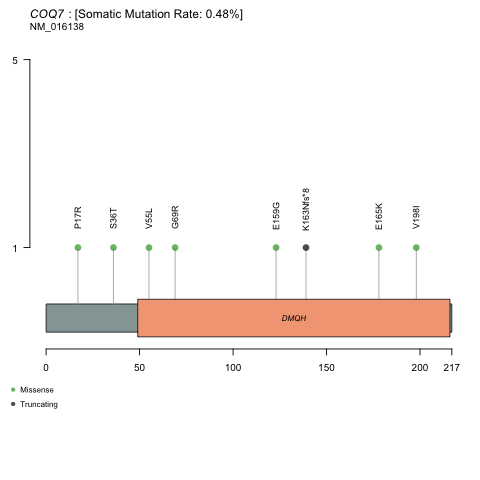 COQ7 : [Somatic Mutation Rate: 0.48%]
NM_016138
5
1
P17R
S36T
V55L
G69R
E159G
K163Nfs*8
E165K
V198I
DMQH
0 50 100 150 200 217
Missense
Truncating